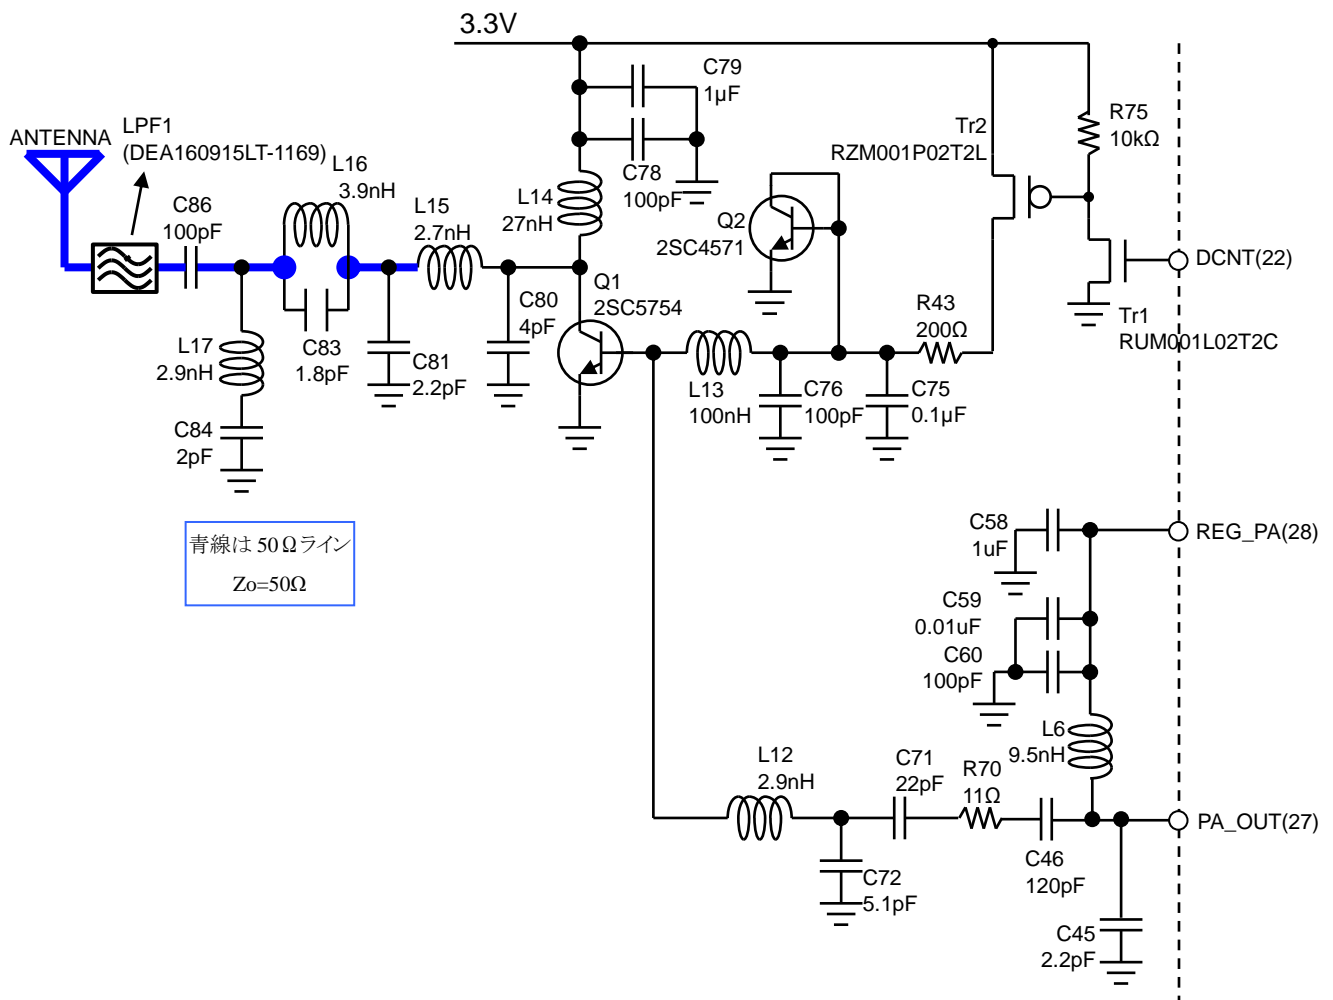 3.3V
C79
1µF
R75
10kΩ
Tr2
RZM001P02T2L
LPF1
(DEA160915LT-1169)
ANTENNA
L16
3.9nH
C78
100pF
L14
27nH
C86
100pF
L15
2.7nH
Q2
2SC4571
DCNT(22)
Q1
2SC5754
C80
4pF
R43
200Ω
Tr1
RUM001L02T2C
L17
2.9nH
C83
1.8pF
C81
2.2pF
L13
100nH
C76
100pF
C75
0.1µF
C84
2pF
青線は 50 Ω ライン
Zo=50Ω
C58
1uF
REG_PA(28)
C59
0.01uF
C60
100pF
L6
9.5nH
L12
2.9nH
C71
22pF
R70
11Ω
PA_OUT(27)
C46
120pF
C72
5.1pF
C45
2.2pF